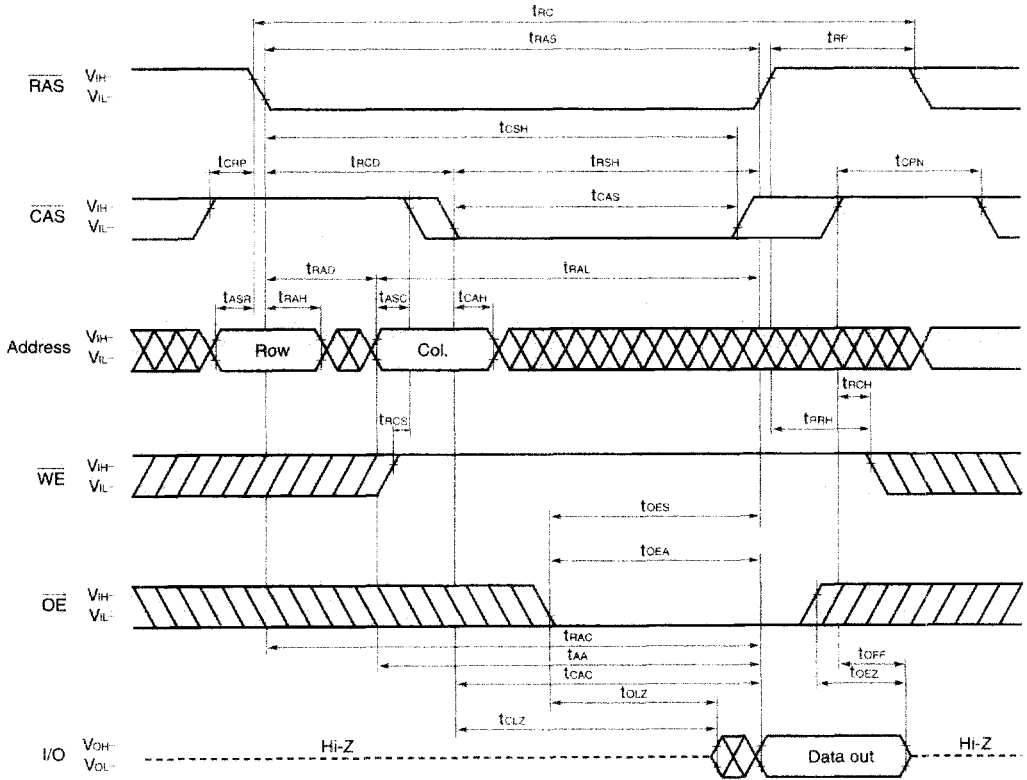 tRC
tRAS tRP
RAS VIH– VIL–
tCSH
tCRP tRCD tRSH tCPN
tCAS
CAS VIH– VIL–
tRAD tRAL
tASR tRAH tASC tCAH
Address VIH– VIL– Row Col.
tRCH
tRCS tRRH
WE VIH– VIL–
tOES
tOEA
OE VIH– VIL–
tRAC
tAA tOFF
tCAC tOEZ
tOLZ
tCLZ
I/O VOH– VOL– Hi-Z Data out Hi-Z